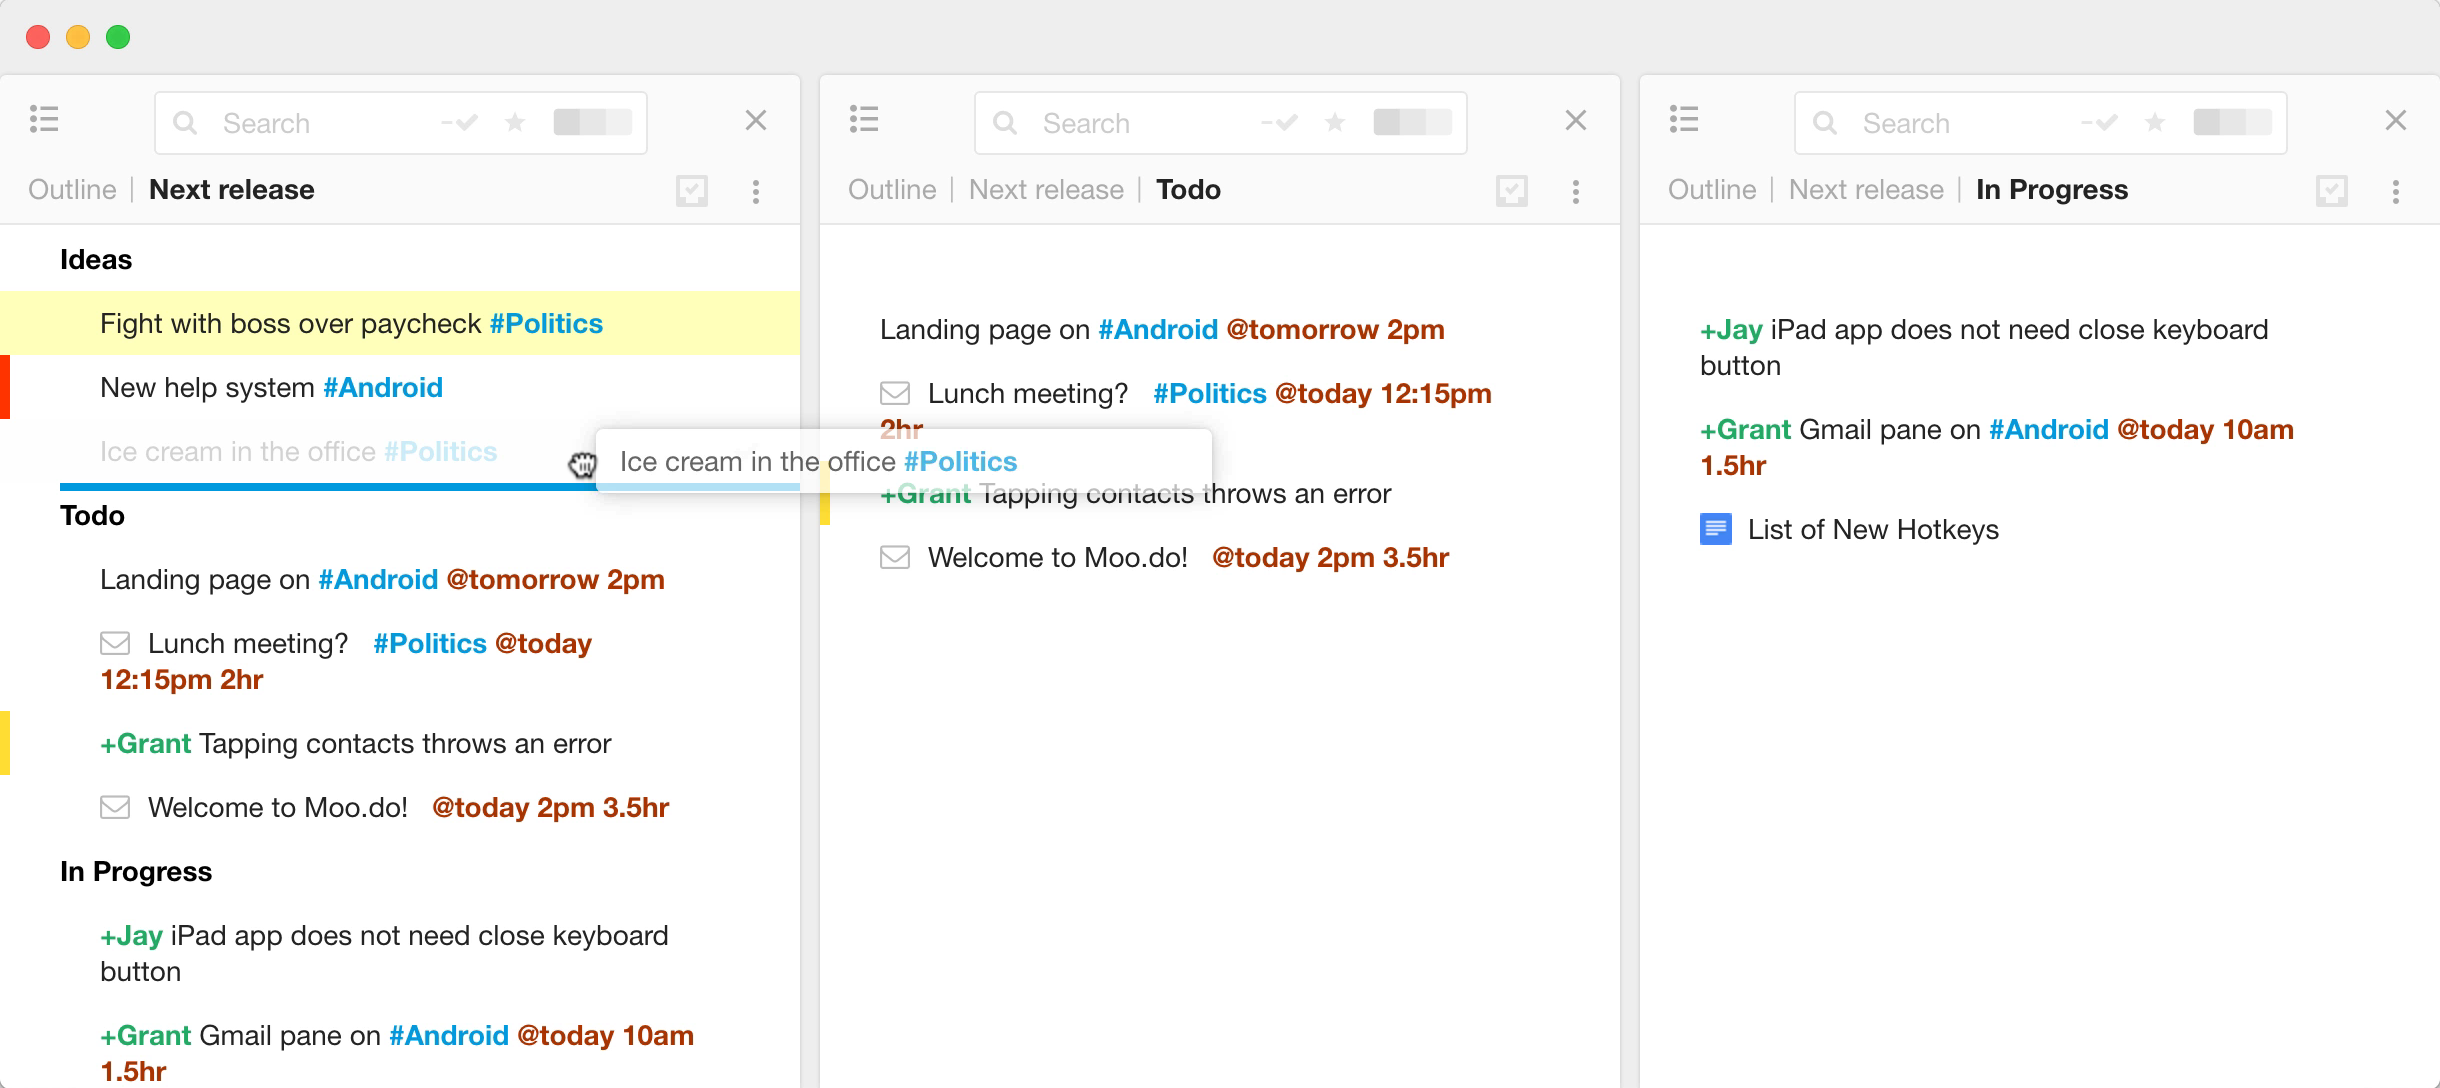 Search
Outline | Next release
Ideas
Fight with boss over paycheck #Politics
New help system #Android
Ice cream in the office #Politics
Todo
Landing page on #Android @tomorrow 2pm
Lunch meeting? #Politics @today
12:15pm 2hr
+Grant Tapping contacts throws an error
Welcome to Moo.do! @today 2pm 3.5hr
In Progress
+Jay iPad app does not need close keyboard
button
+Grant Gmail pane on #Android @today 10am
1.5hr
Ice cream in the office #Politics
Search
Outline | Next release | Todo
Landing page on #Android @tomorrow 2pm
Lunch meeting? #Politics @today 12:15pm
2hr
+Grant Tapping contacts throws an error
Welcome to Moo.do! @today 2pm 3.5hr
Search
Outline | Next release | In Progress
+Jay iPad app does not need close keyboard
button
+Grant Gmail pane on #Android @today 10am
1.5hr
List of New Hotkeys